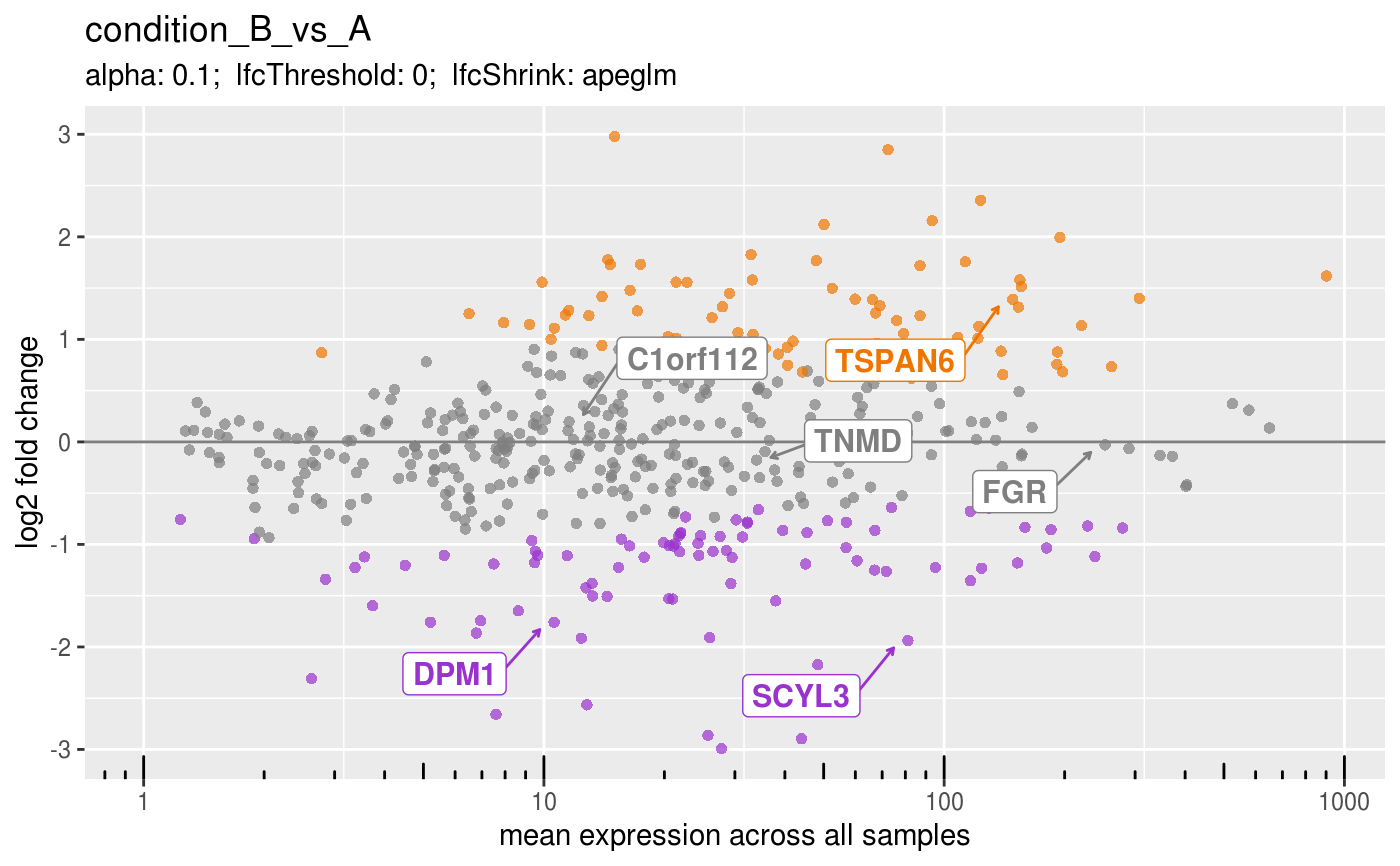 condition_B_vs_A
alpha: 0.1;  lfcThreshold: 0;  lfcShrink: apeglm
log2 fold change
3
2
1
0
-1
-2
-3
C1orf112
TSPAN6
TNMD
FGR
DPM1
SCYL3
1 10 100 1000
mean expression across all samples